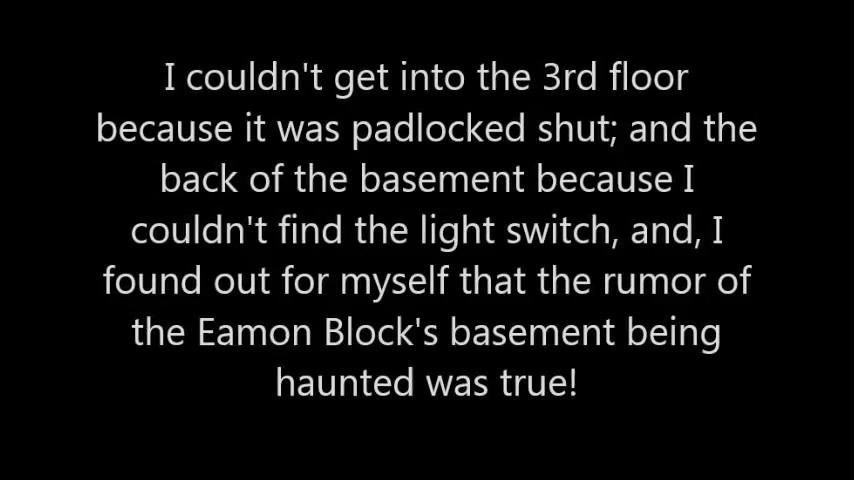 I couldn't get into the 3rd floor
because it was padlocked shut; and the
back of the basement because I
couldn't find the light switch, and, I
found out for myself that the rumor of
the Eamon Block's basement being
haunted was true!